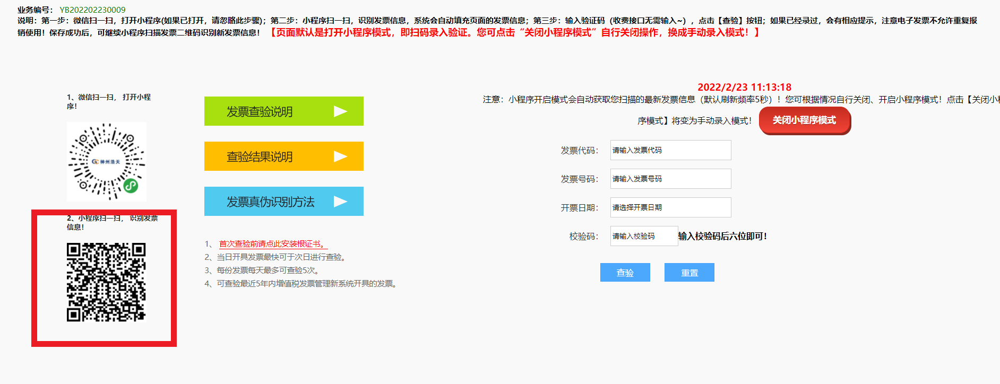 业务编号： YB202202230009
说明：第一步：微信扫一扫，打开小程序(如果已打开，请忽略此步骤)；第二步：小程序扫一扫，识别发票信息，系统会自动填充页面的发票信息；第三步：输入验证码（收费接口无需输入~），点击【查验】按钮；如果已经录过，会有相应提示，注意电子发票不允许重复报
销使用！保存成功后，可继续小程序扫描发票二维码识别新发票信息！ 【页面默认是打开小程序模式，即扫码录入验证。您可点击“关闭小程序模式”自行关闭操作，换成手动录入模式！】
1、微信扫一扫， 打开小程
序！
神州浩天
2、小程序扫一扫， 识别发票
信息！
发票查验说明
查验结果说明
发票真伪识别方法
1、 首次查验前请点此安装根证书。
2、当日开具发票最快可于次日进行查验。
3、每份发票每天最多可查验5次。
4、可查验最近5年内增值税发票管理新系统开具的发票。
2022/2/23 11:13:18
注意：小程序开启模式会自动获取您扫描的最新发票信息（默认刷新频率5秒）！您可根据情况自行关闭、开启小程序模式！点击【关闭小程
序模式】将变为手动录入模式！ 关闭小程序模式
发票代码： 请输入发票代码
发票号码： 请输入发票号码
开票日期： 请选择开票日期
校验码： 请输入校验码 输入校验码后六位即可！
查验 重置